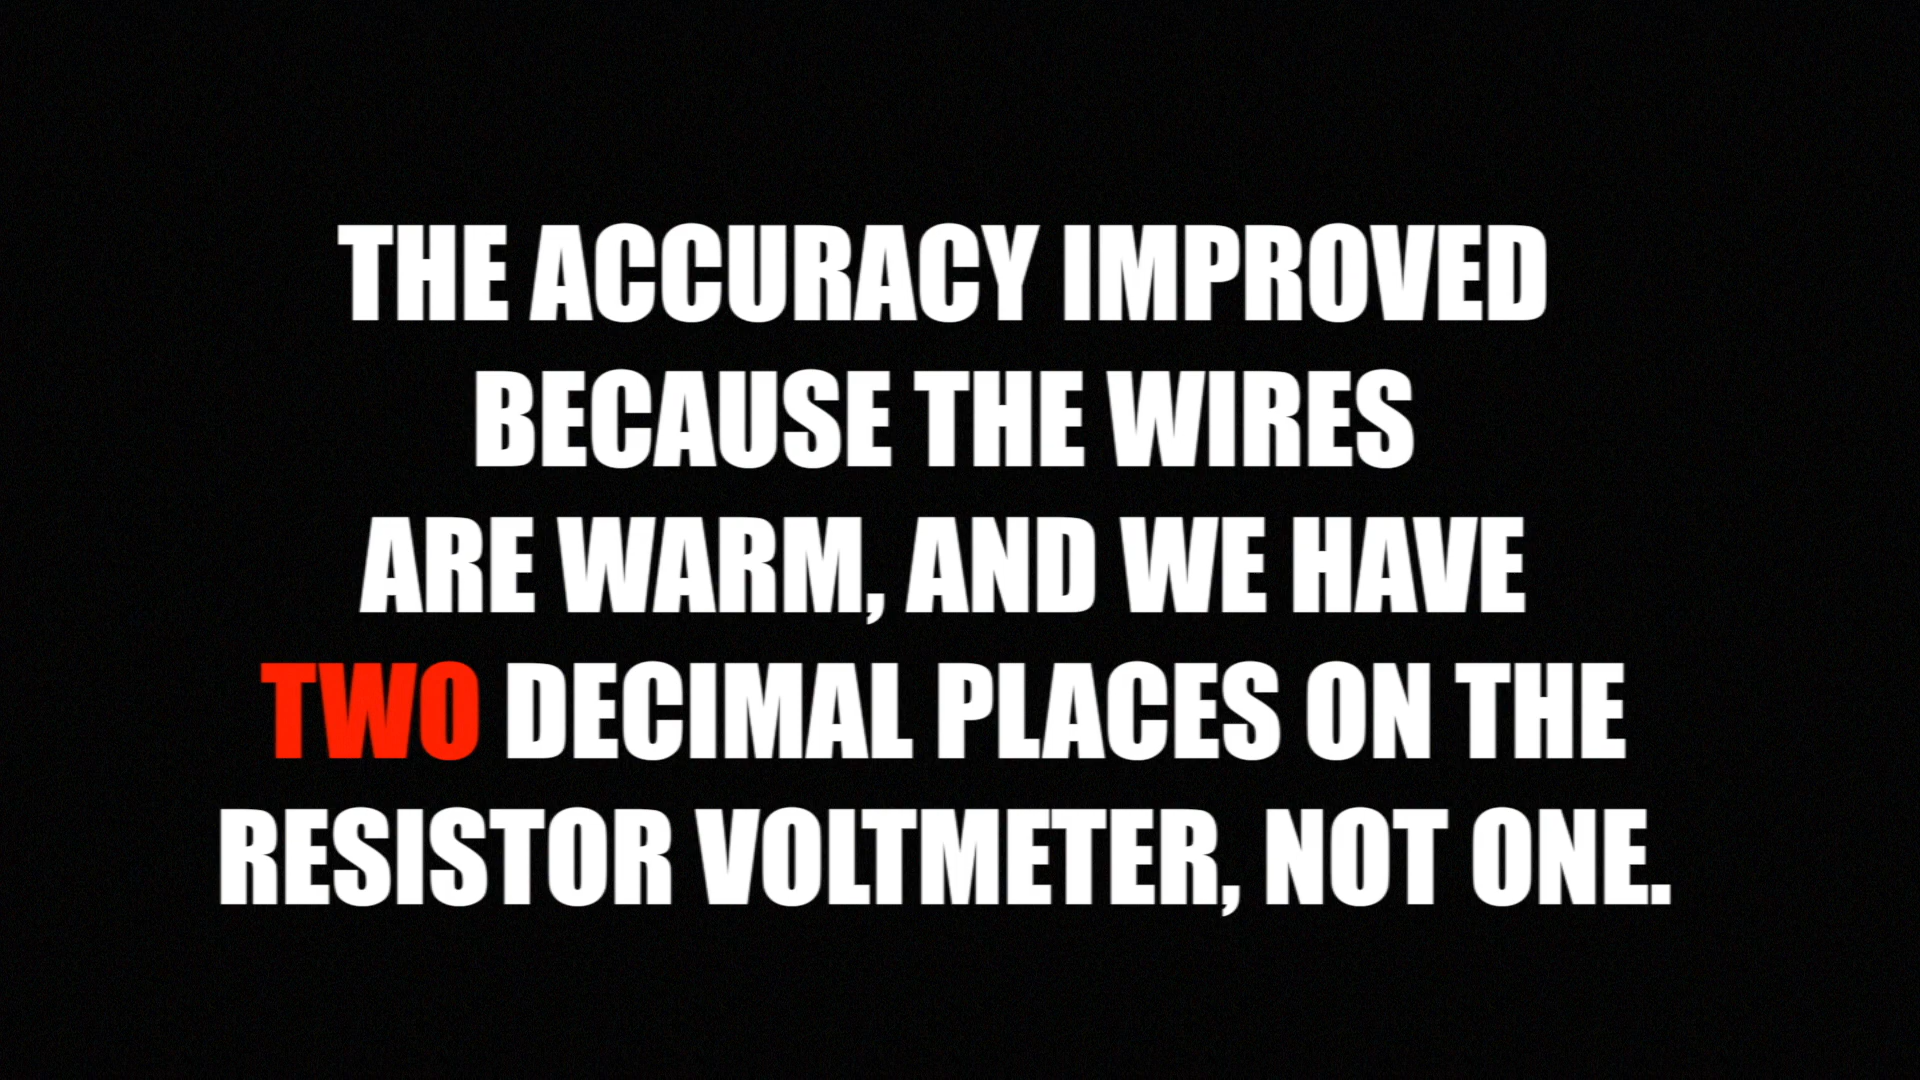 THE ACCURACY IMPROVED
BECAUSE THE WIRES
ARE WARM, AND WE HAVE
TWO DECIMAL PLACES ON THE
RESISTOR VOLTMETER, NOT ONE.